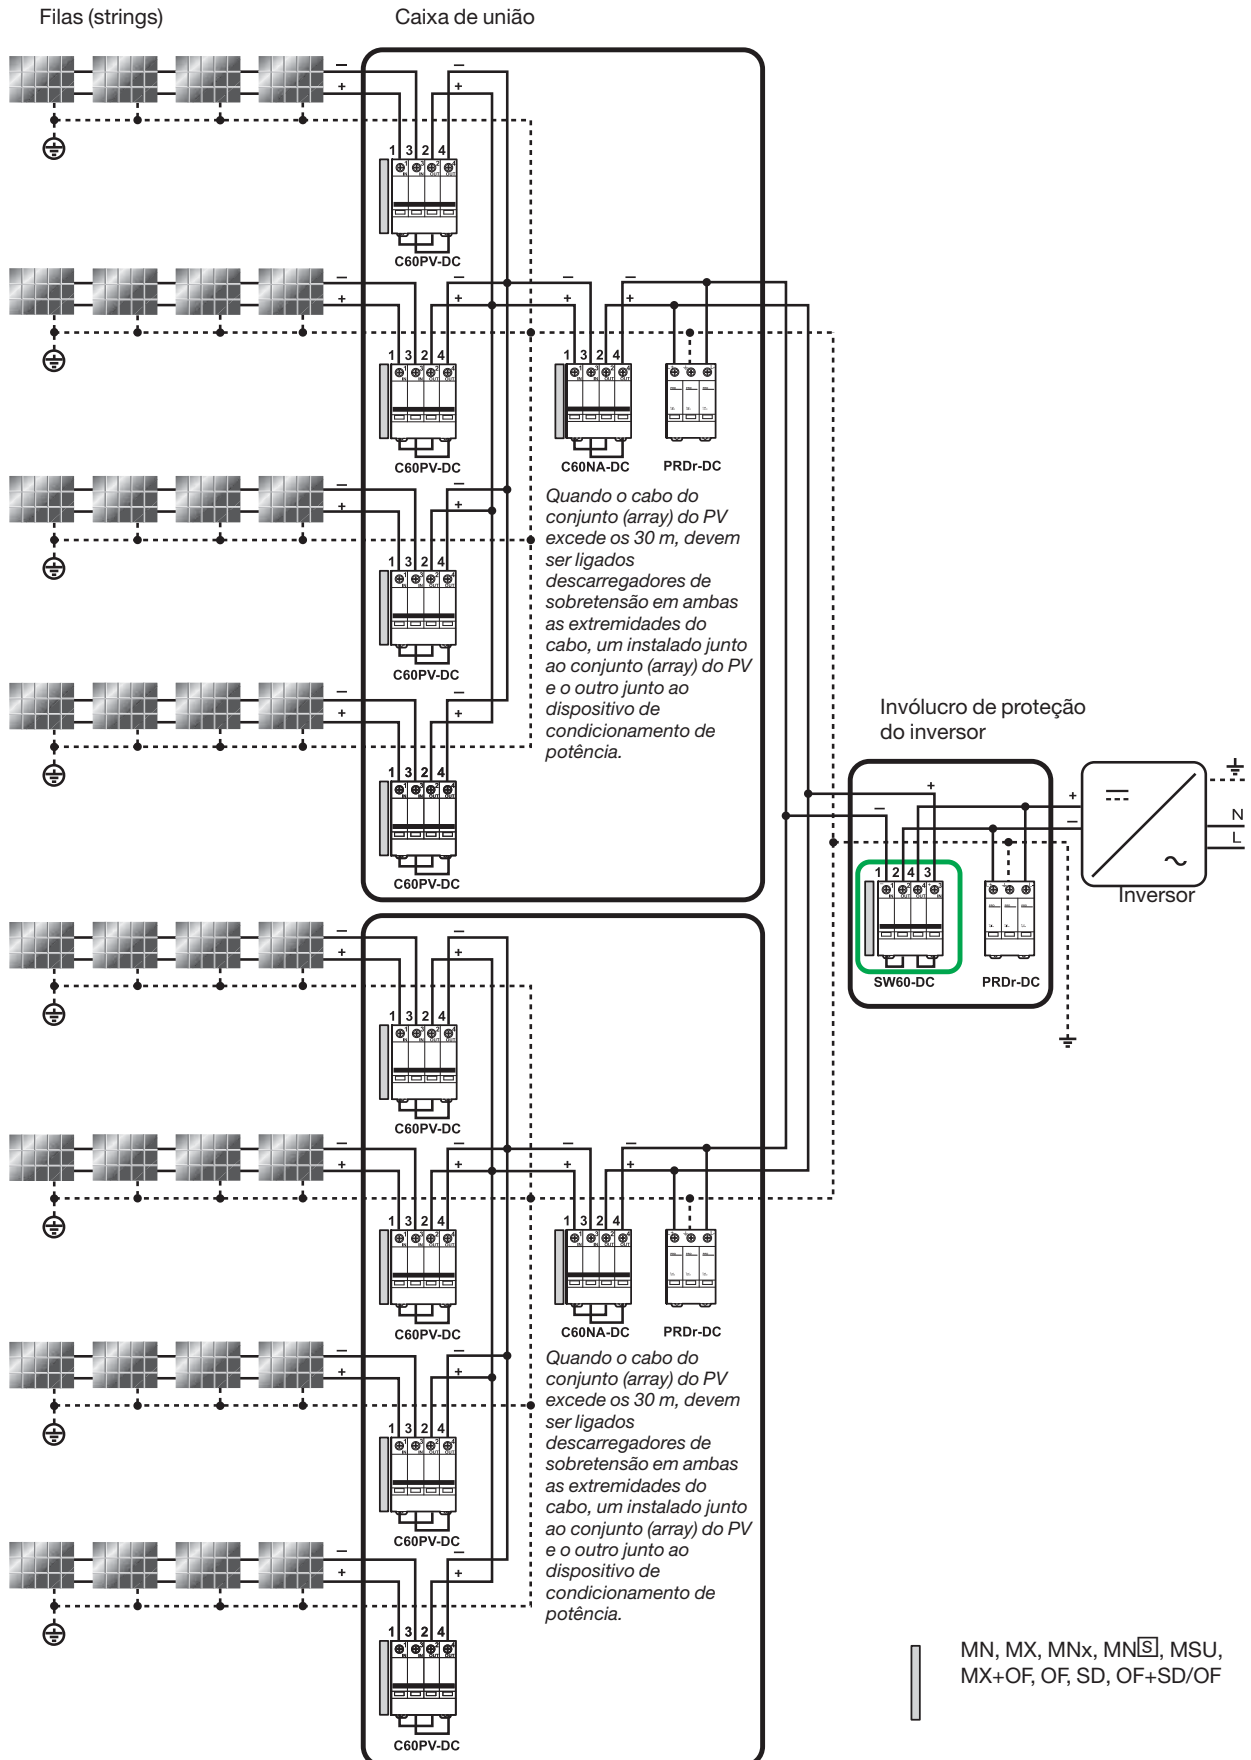 Filas (strings)
Caixa de união
−
+
−
+
1 3 2 4
IN IN OUT OUT
C60PV-DC
−
+
−
+
−
+
−
+
1 3 2 4
1 3 2 4
C60PV-DC
C60NA-DC
PRDr-DC
Quando o cabo do
conjunto (array) do PV
excede os 30 m, devem
ser ligados
descarregadores de
sobretensão em ambas
as extremidades do
cabo, um instalado junto
ao conjunto (array) do PV
e o outro junto ao
dispositivo de
condicionamento de
potência.
−
+
−
+
1 3 2 4
C60PV-DC
−
+
−
+
1 3 2 4
C60PV-DC
Invólucro de proteção
do inversor
−
+
+
−
1 2 4 3
SW60-DC
PRDr-DC
N
L
Inversor
−
+
−
+
1 3 2 4
C60PV-DC
−
+
−
+
−
+
−
+
1 3 2 4
1 3 2 4
C60PV-DC
C60NA-DC
PRDr-DC
Quando o cabo do
conjunto (array) do PV
excede os 30 m, devem
ser ligados
descarregadores de
sobretensão em ambas
as extremidades do
cabo, um instalado junto
ao conjunto (array) do PV
e o outro junto ao
dispositivo de
condicionamento de
potência.
−
+
−
+
1 3 2 4
C60PV-DC
−
+
−
+
1 3 2 4
C60PV-DC
MN, MX, MNx, MNS, MSU,
MX+OF, OF, SD, OF+SD/OF